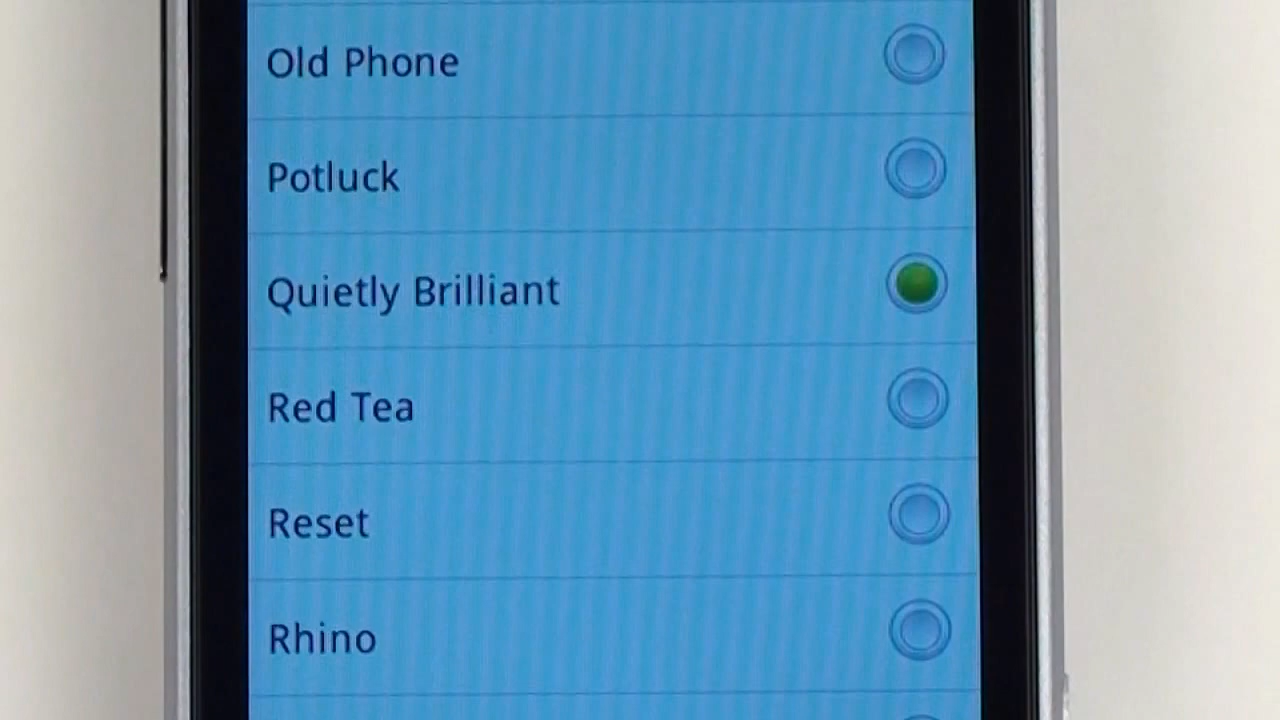 Old Phone
Potluck
Quietly Brilliant
Red Tea
Reset
Rhino